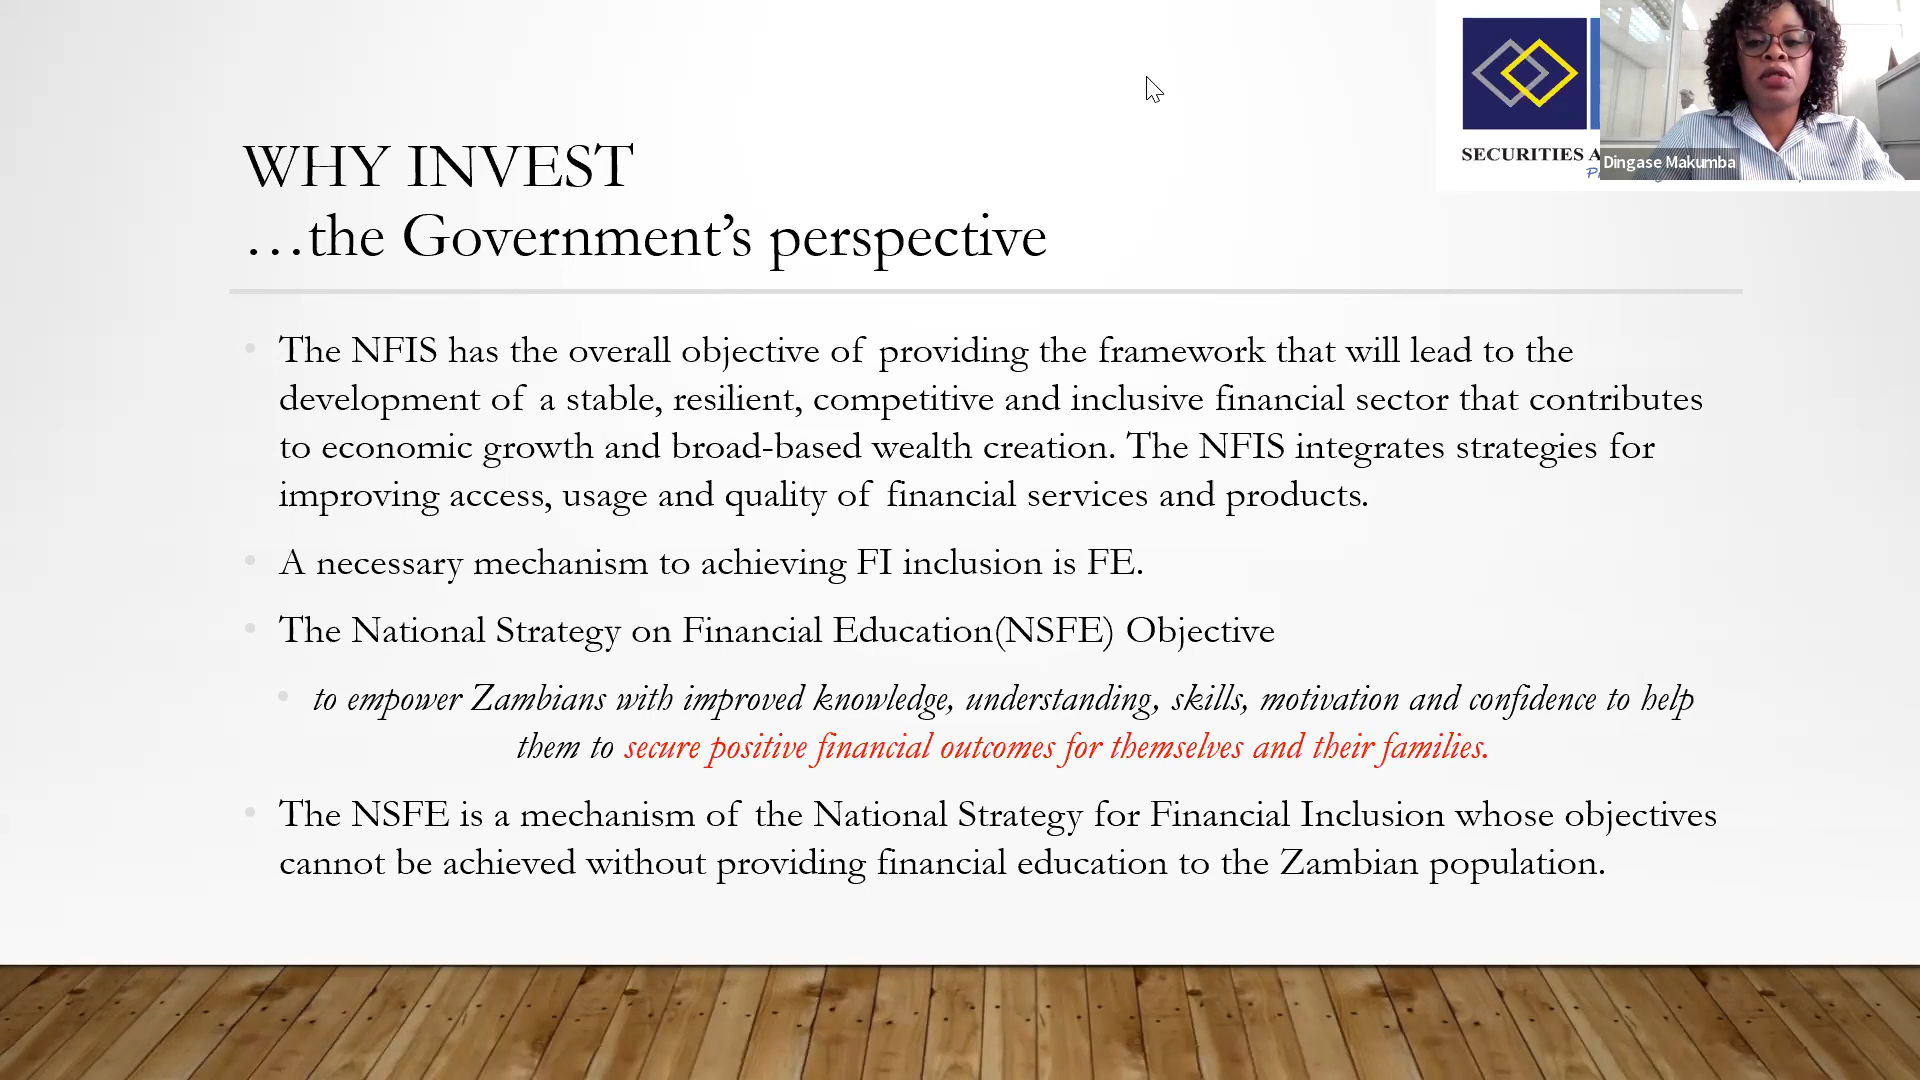 SECURITIES A
Dingase Makumba
WHY INVEST
…the Government’s perspective
The NFIS has the overall objective of providing the framework that will lead to the
development of a stable, resilient, competitive and inclusive financial sector that contributes
to economic growth and broad-based wealth creation. The NFIS integrates strategies for
improving access, usage and quality of financial services and products.
A necessary mechanism to achieving FI inclusion is FE.
The National Strategy on Financial Education(NSFE) Objective
to empower Zambians with improved knowledge, understanding, skills, motivation and confidence to help
them to secure positive financial outcomes for themselves and their families.
The NSFE is a mechanism of the National Strategy for Financial Inclusion whose objectives
cannot be achieved without providing financial education to the Zambian population.